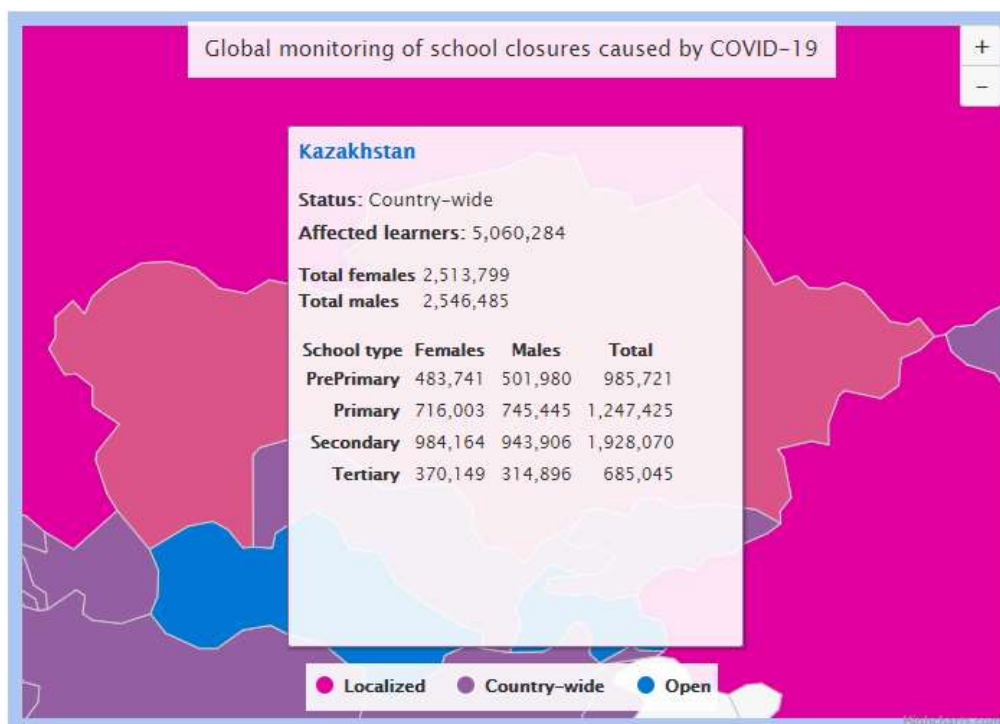 Global monitoring of school closures caused by COVID-19
+
-
Kazakhstan
Status: Country-wide
Affected learners: 5,060,284
Total females 2,513,799
Total males 2,546,485
School type Females Males Total
PrePrimary 483,741 501,980 985,721
Primary 716,003 745,445 1,247,425
Secondary 984,164 943,906 1,928,070
Tertiary 370,149 314,896 685,045
Localized Country-wide Open